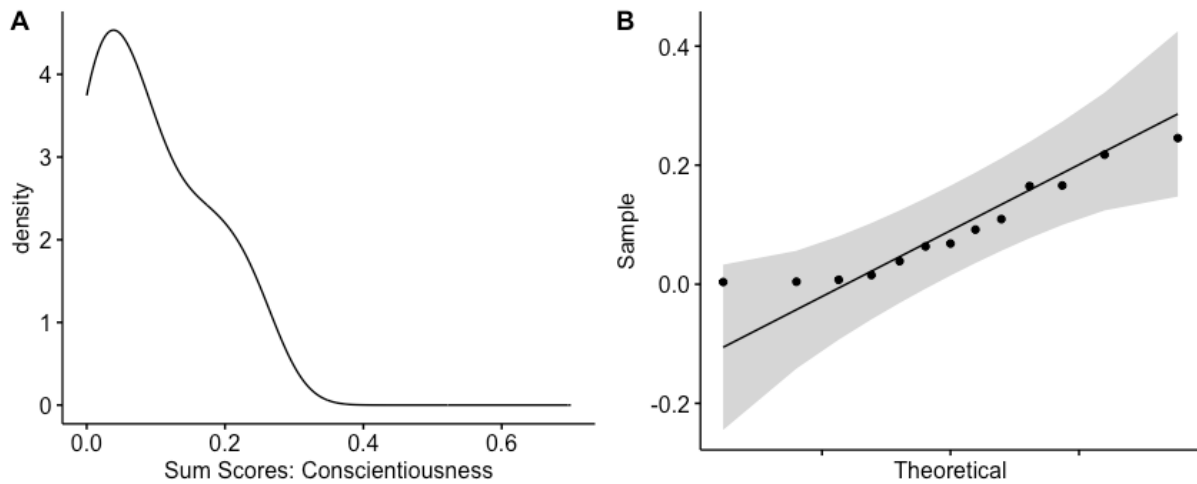 A
density
4
3
2
1
0
0.0 0.2 0.4 0.6
Sum Scores: Conscientiousness
B
Sample
0.4
0.2
0.0
-0.2
Theoretical